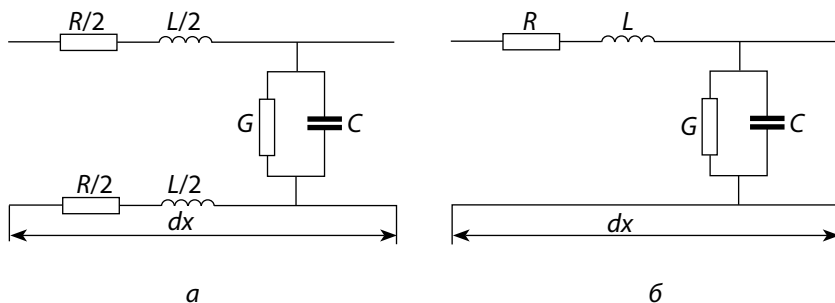 R/2 L/2
G C
R/2 L/2
dx
а
R L
G C
dx
б